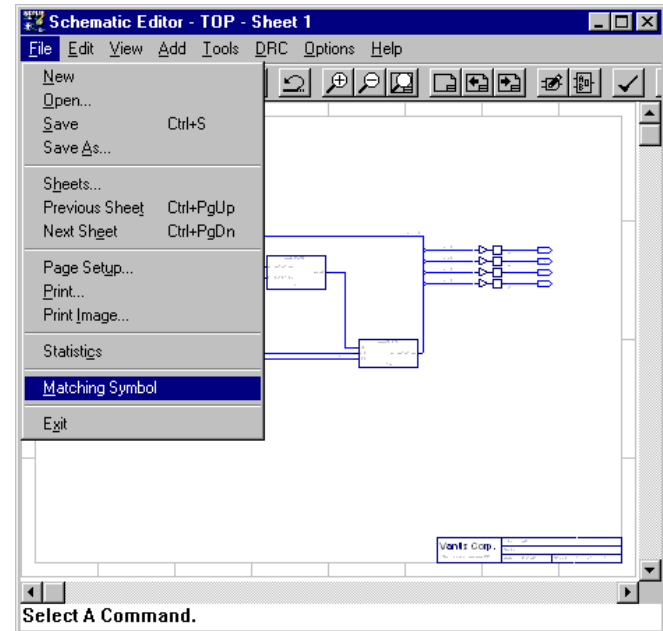 Schematic Editor - TOP - Sheet 1
File Edit View Add Tools DRC Options Help
New
Open...
Save Ctrl+S
Save As...
Sheets...
Previous Sheet Ctrl+PgUp
Next Sheet Ctrl+PgDn
Page Setup...
Print...
Print Image...
Statistics
Matching Symbol
Exit
Vantis Corp.
Select A Command.